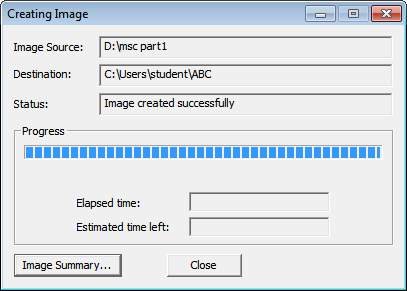 Creating Image
Image Source: D:\msc part1
Destination: C:\Users\student\ABC
Status: Image created successfully
Progress
Elapsed time:
Estimated time left:
Image Summary... Close